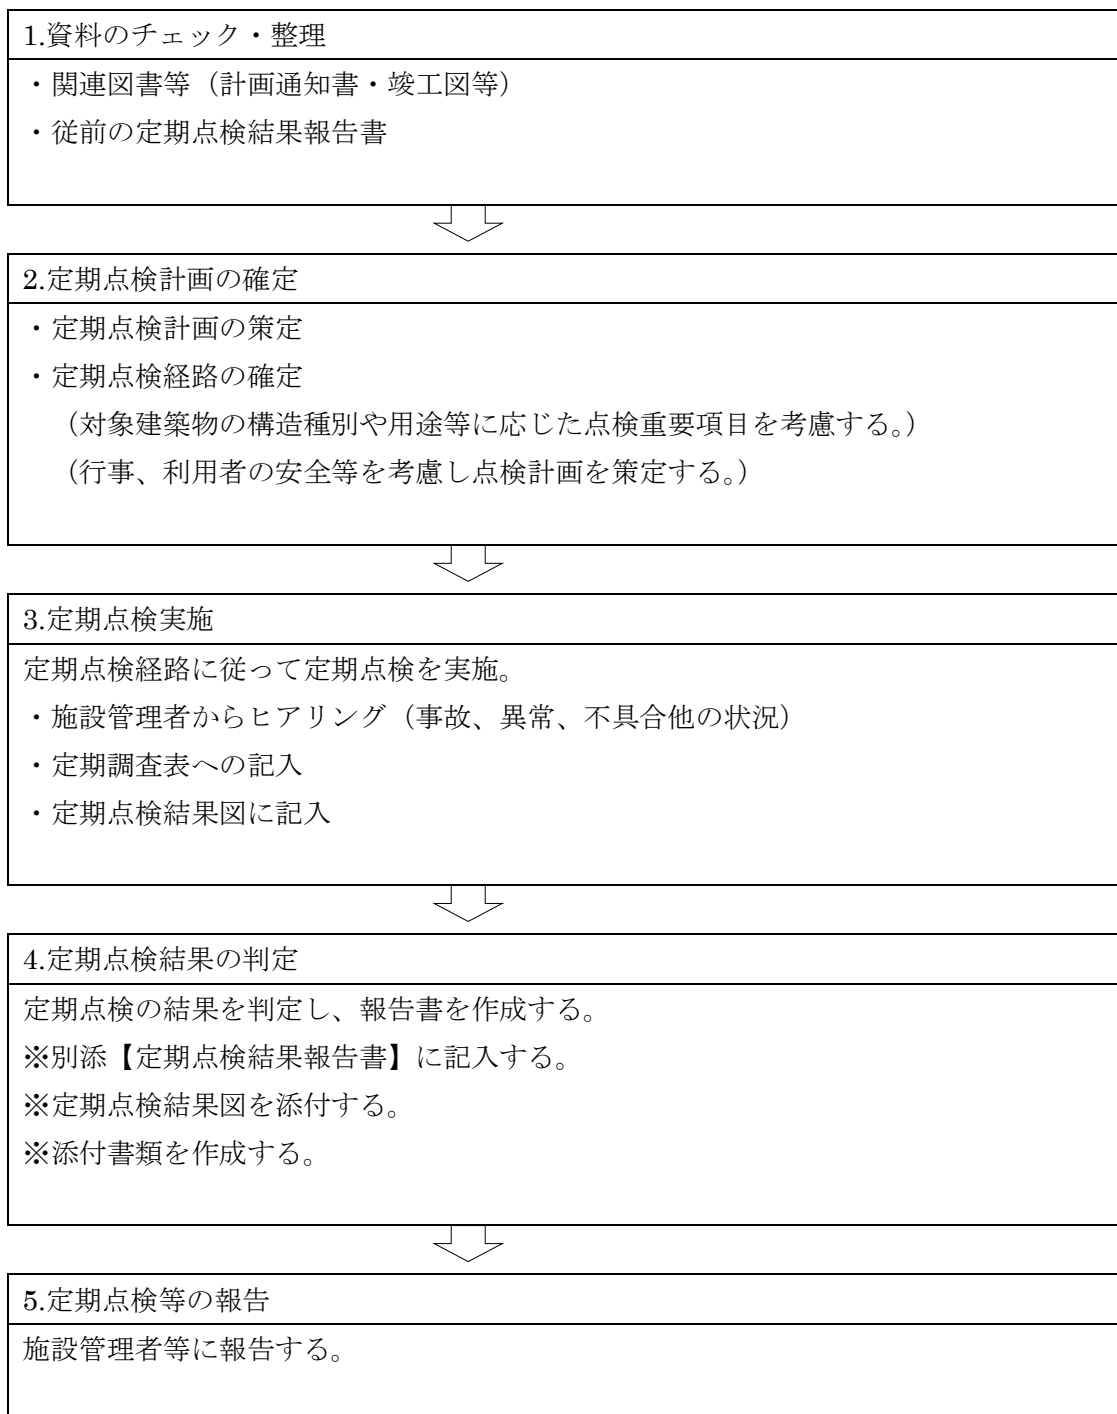 1.資料のチェック・整理
・関連図書等（計画通知書・竣工図等）
・従前の定期点検結果報告書
2.定期点検計画の確定
・定期点検計画の策定
・定期点検経路の確定
（対象建築物の構造種別や用途等に応じた点検重要項目を考慮する。）
（行事、利用者の安全等を考慮し点検計画を策定する。）
3.定期点検実施
定期点検経路に従って定期点検を実施。
・施設管理者からヒアリング（事故、異常、不具合他の状況）
・定期調査表への記入
・定期点検結果図に記入
4.定期点検結果の判定
定期点検の結果を判定し、報告書を作成する。
※別添【定期点検結果報告書】に記入する。
※定期点検結果図を添付する。
※添付書類を作成する。
5.定期点検等の報告
施設管理者等に報告する。